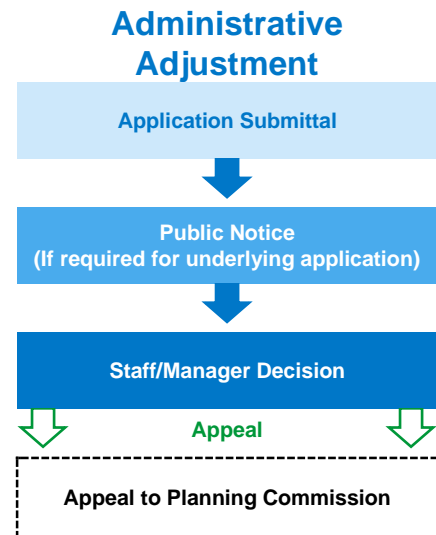 Administrative
Adjustment
Application Submittal
Public Notice
(If required for underlying application)
Staff/Manager Decision
Appeal
Appeal to Planning Commission